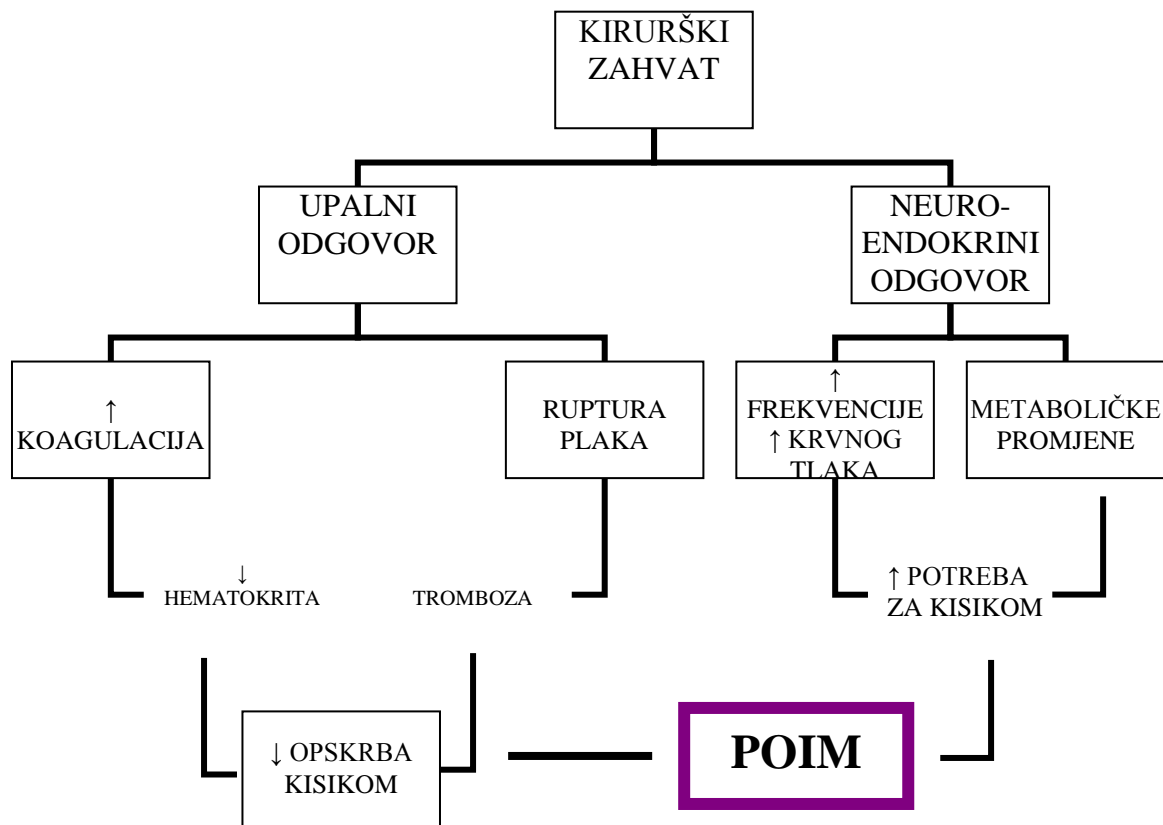 KIRURŠKI
ZAHVAT
UPALNI
ODGOVOR
NEURO-
ENDOKRINI
ODGOVOR
↑
KOAGULACIJA
RUPTURA
PLAKA
↑
FREKVENCIJE
↑ KRVNOG
TLAKA
METABOLIČKE
PROMJENE
↓
HEMATOKRITA
TROMBOZA
↑ POTREBA
ZA KISIKOM
↓ OPSKRBA
KISIKOM
POIM